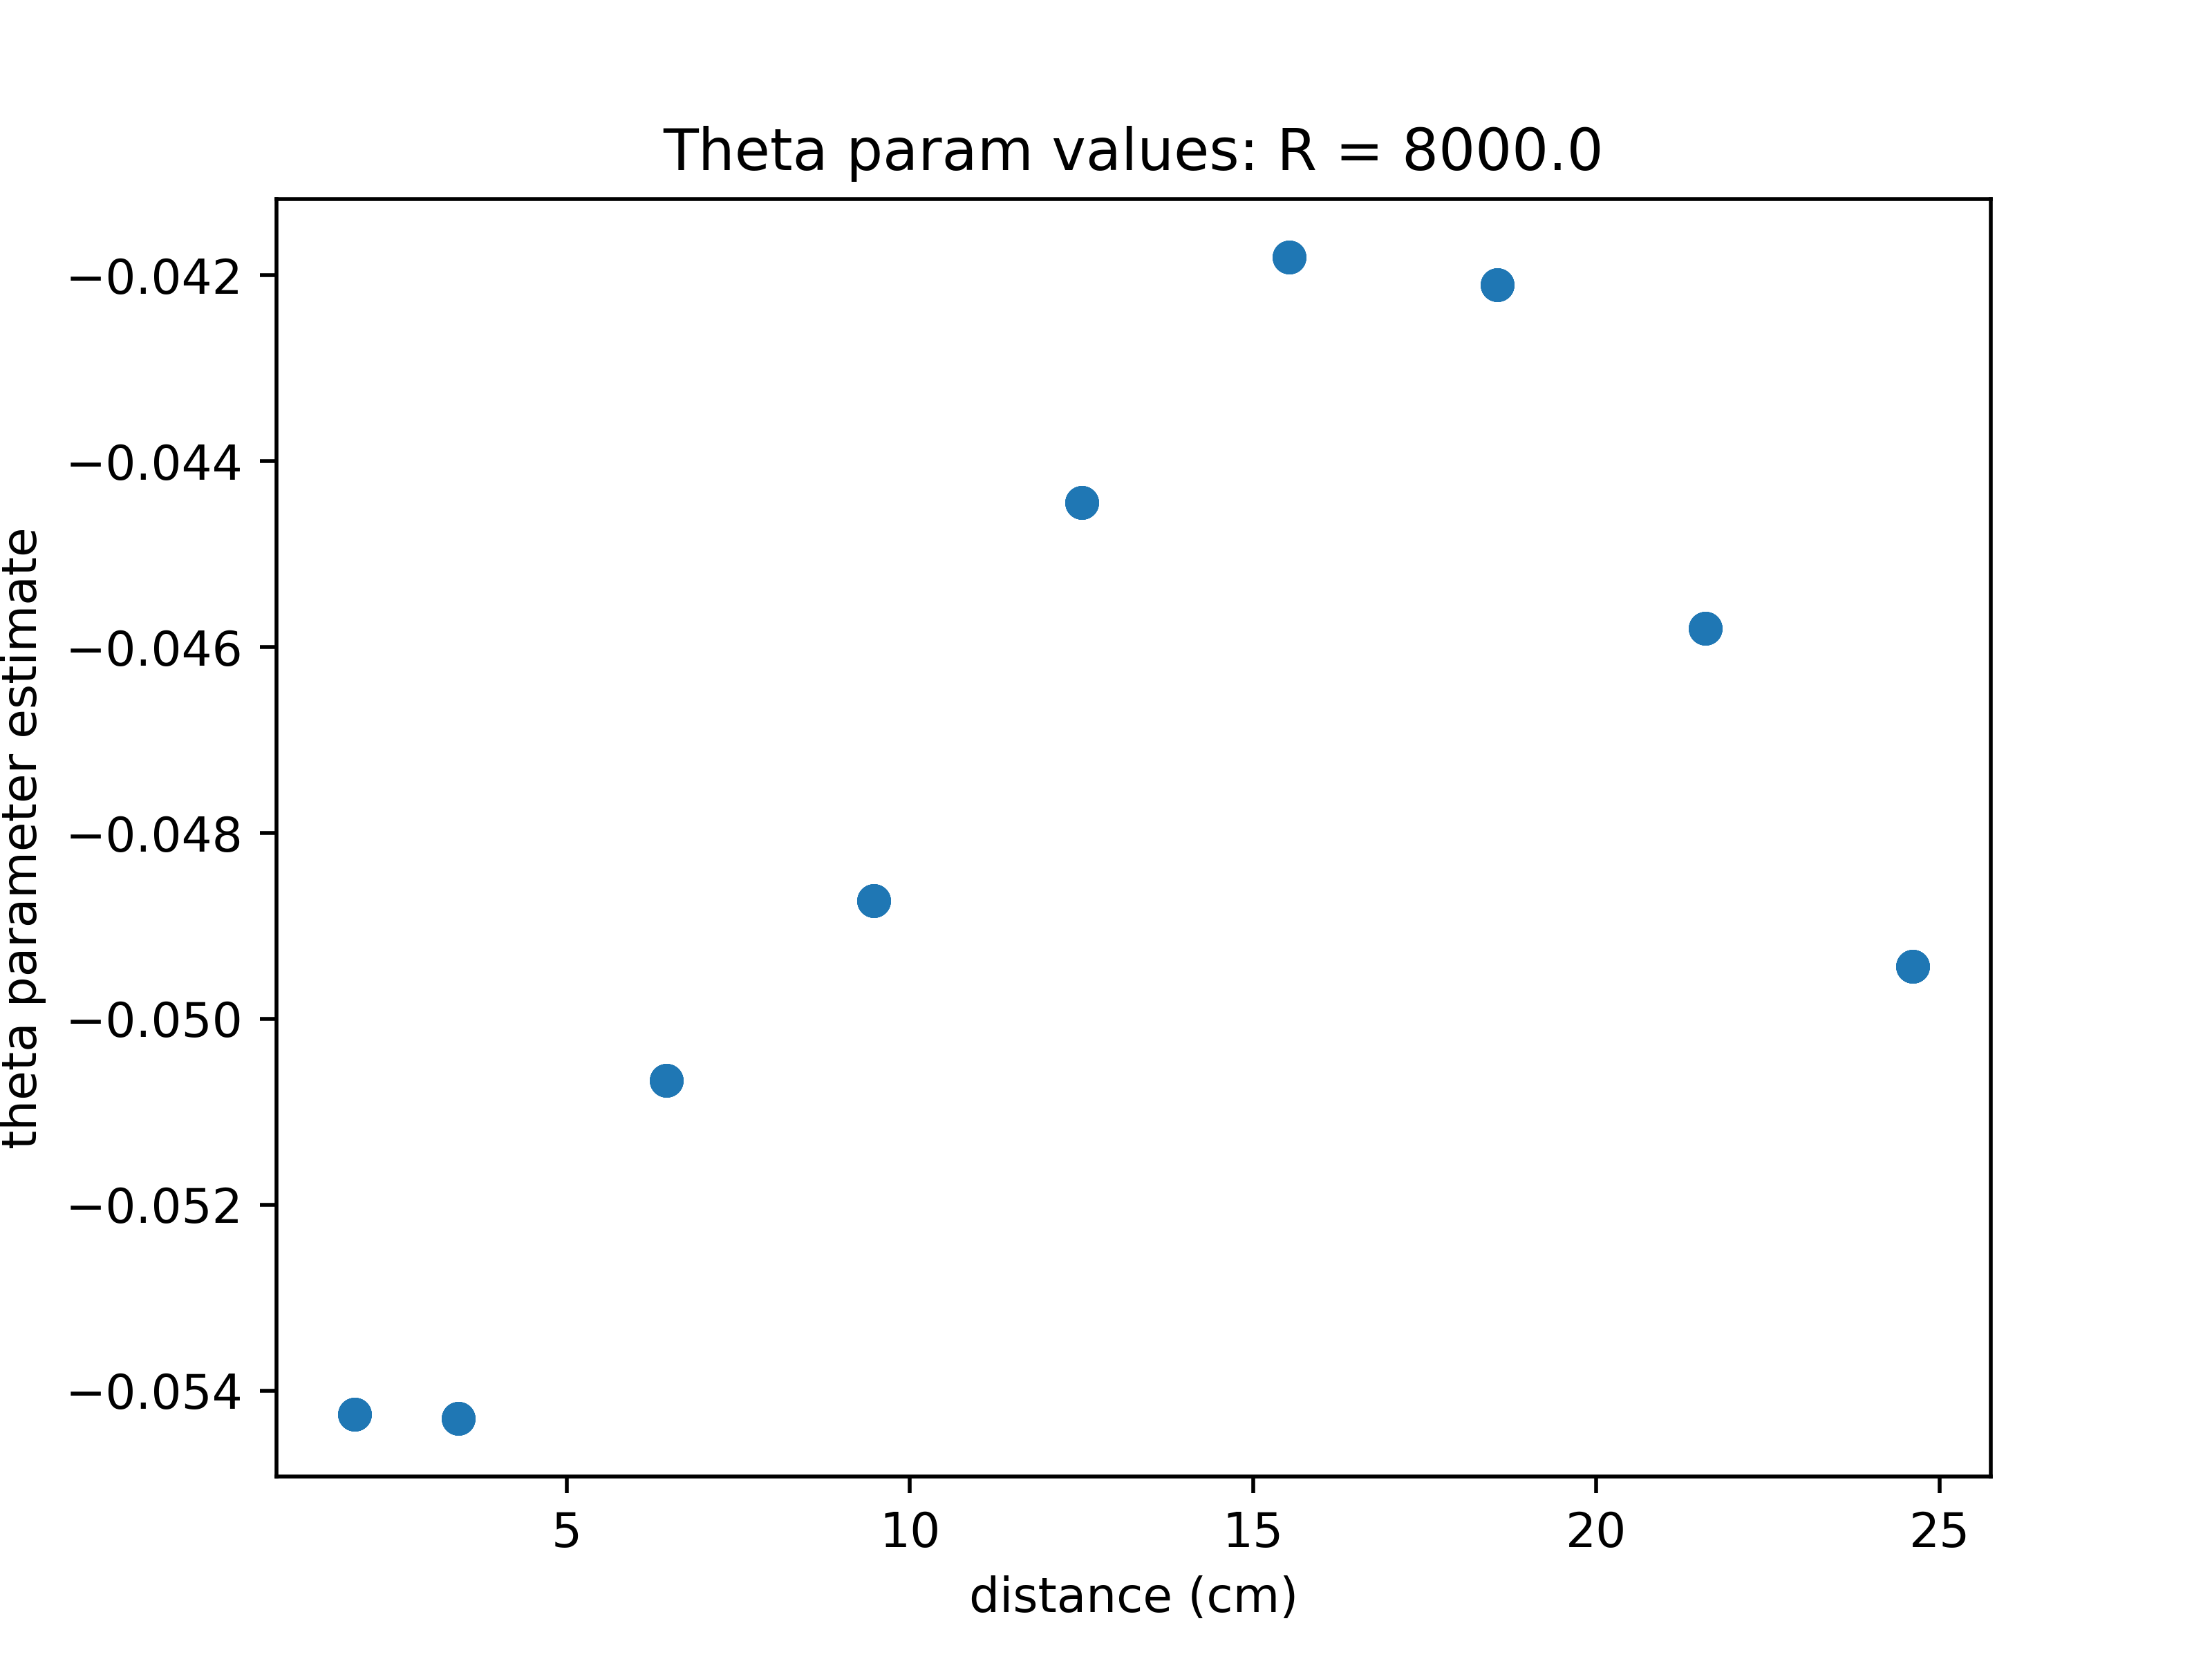 Theta param values: R = 8000.0
theta parameter estimate
−0.042
−0.044
−0.046
−0.048
−0.050
−0.052
−0.054
5 10 15 20 25
distance (cm)